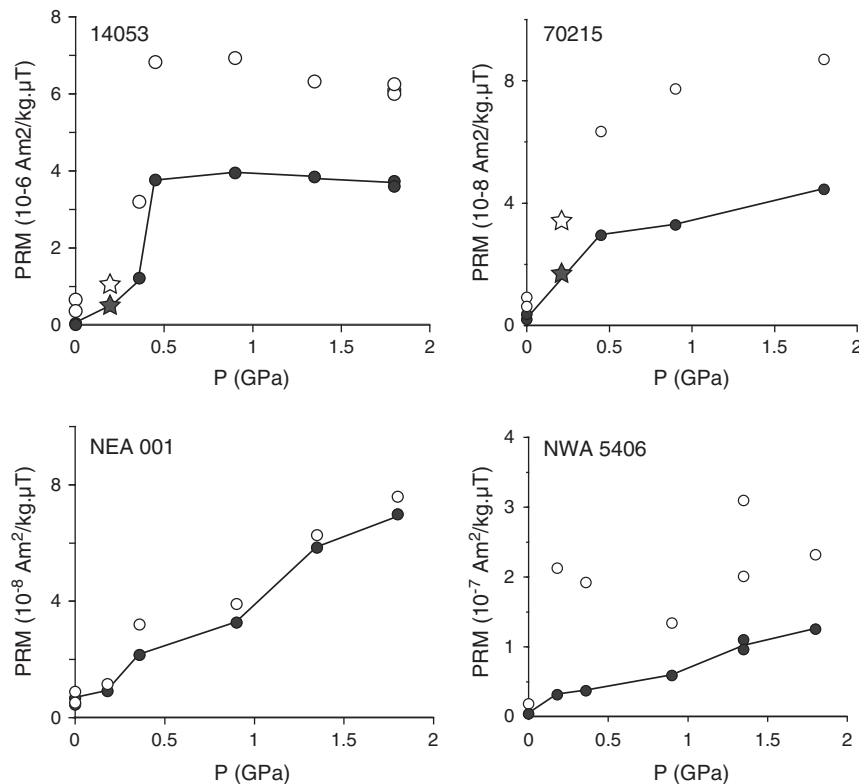 14053
PRM (10-6 Am2/kg.µT)
8
6
4
2
0
0 0.5 1 1.5 2
P (GPa)
70215
PRM (10-8 Am2/kg.µT)
8
4
0
0 0.5 1 1.5 2
P (GPa)
NEA 001
PRM (10⁻⁸ Am²/kg.µT)
8
4
0
0 0.5 1 1.5 2
P (GPa)
NWA 5406
PRM (10⁻⁷ Am²/kg.µT)
4
3
2
1
0
0 0.5 1 1.5 2
P (GPa)